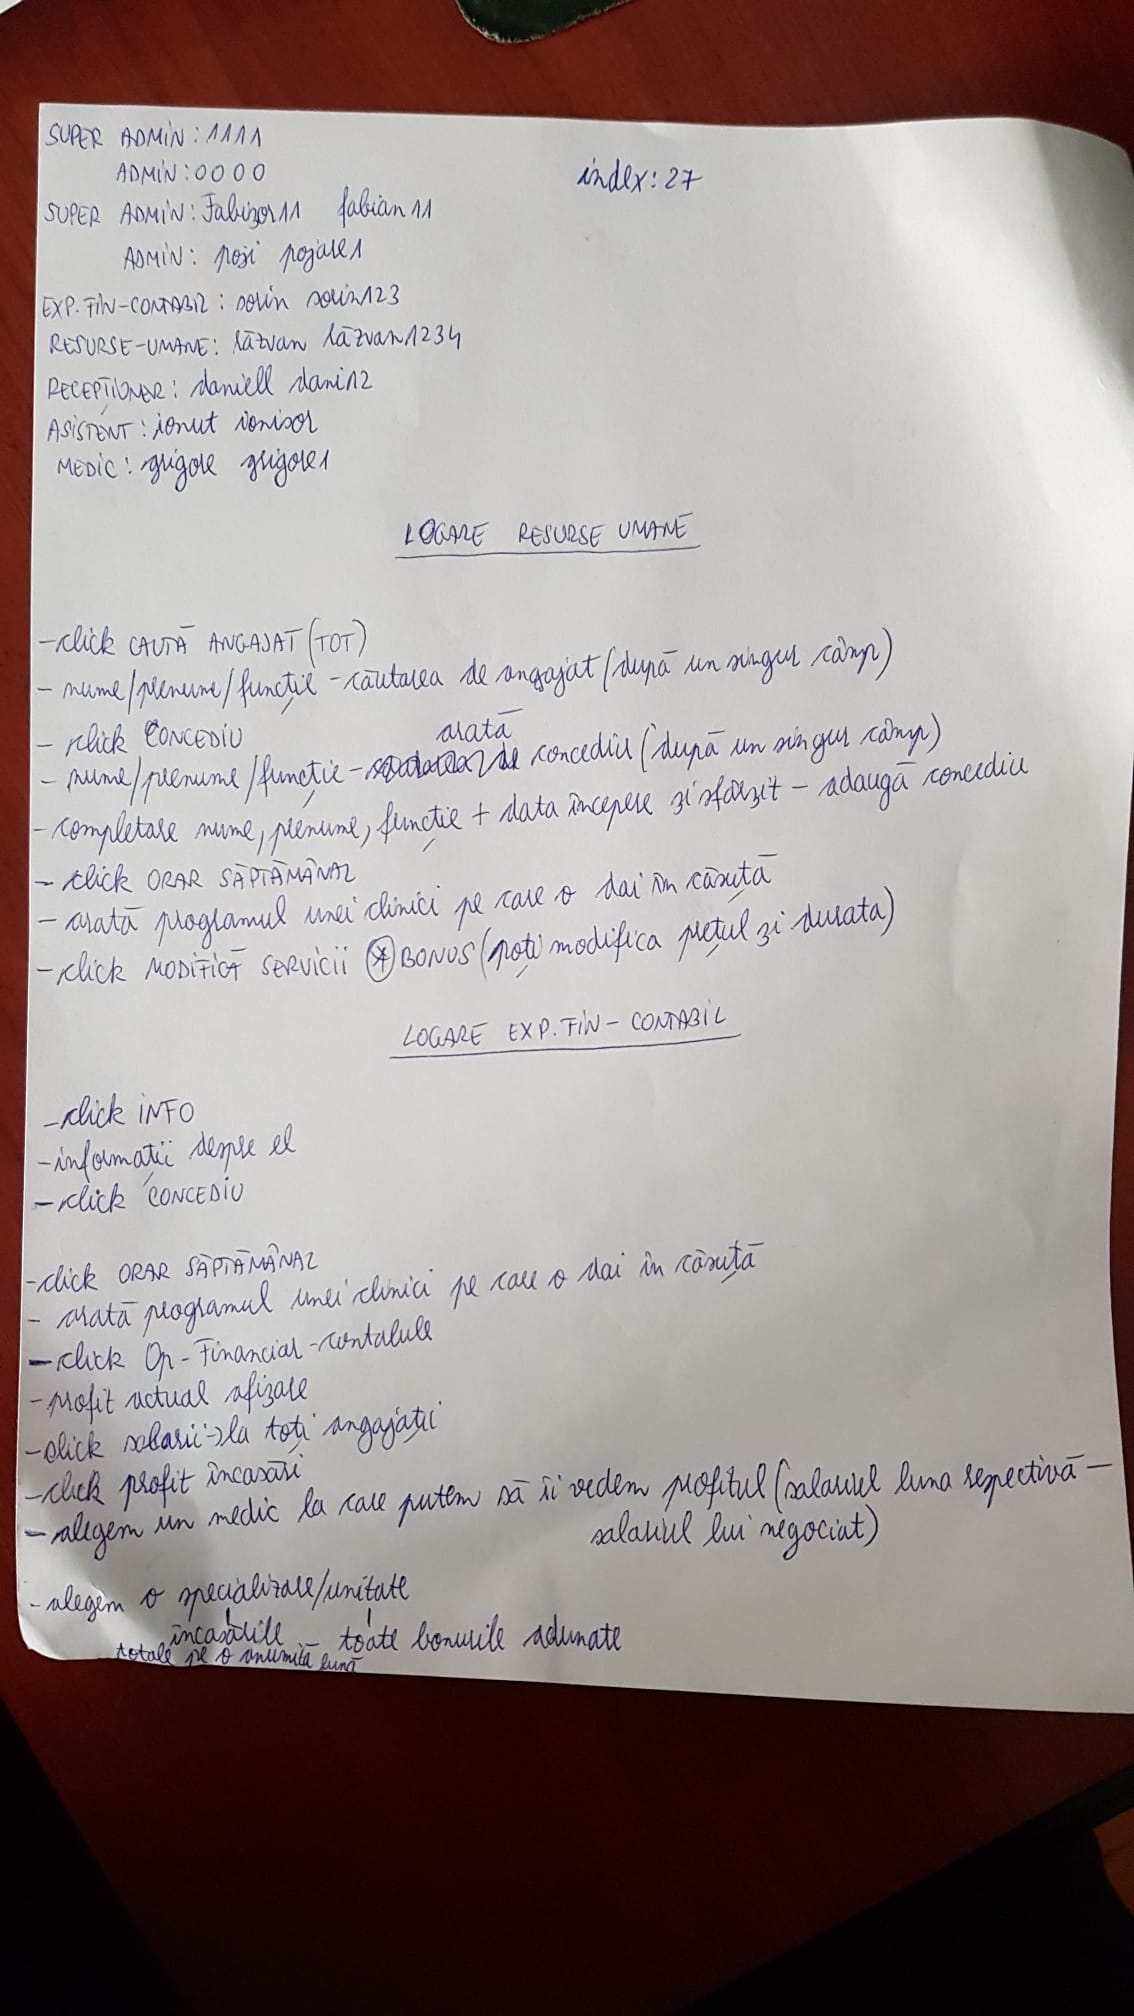 SUPER ADMIN: 1111
ADMIN: 0000
index: 27
SUPER ADMIN: Fabizor11 fabian11
ADMIN: poji pojar1
EXP. FIN-CONTABIL: sorin sorin123
RESURSE-UMANE: răzvan răzvan1234
RECEPȚIONER: daniell dani12
ASISTENT: ionut ionisor
MEDIC: grigore grigore1
LOGARE RESURSE UMANE
-click CAUTĂ ANGAJAT (TOT)
- nume/prenume/funcție - căutarea de angajat (după un singur câmp)
- click CONCEDIU
- nume/prenume/funcție - arată concediu (după un singur câmp)
- completare nume, prenume, funcție + data începere și sfârșit - adaugă concediu
- click ORAR SĂPTĂMÂNAL
- arată programul unei clinici pe care o dai în căsuță
- click MODIFICĂ SERVICII * BONUS (poți modifica prețul și durata)
LOGARE EXP. FIN - CONTABIL
-click INFO
-informații despre el
-click CONCEDIU
-click ORAR SĂPTĂMÂNAL
- arată programul unei clinici pe care o dai în căsuță
-click Op-Financial-contabile
-profit actual afizare
-click salarii -> la toți angajații
-click profit încasări
-alegem un medic la care putem să îi vedem profitul (salariul luna respectivă -
salariul lui negociat)
-alegem o specializare/unitate
încasările toate bonurile adunate
totale pe o anumită lună